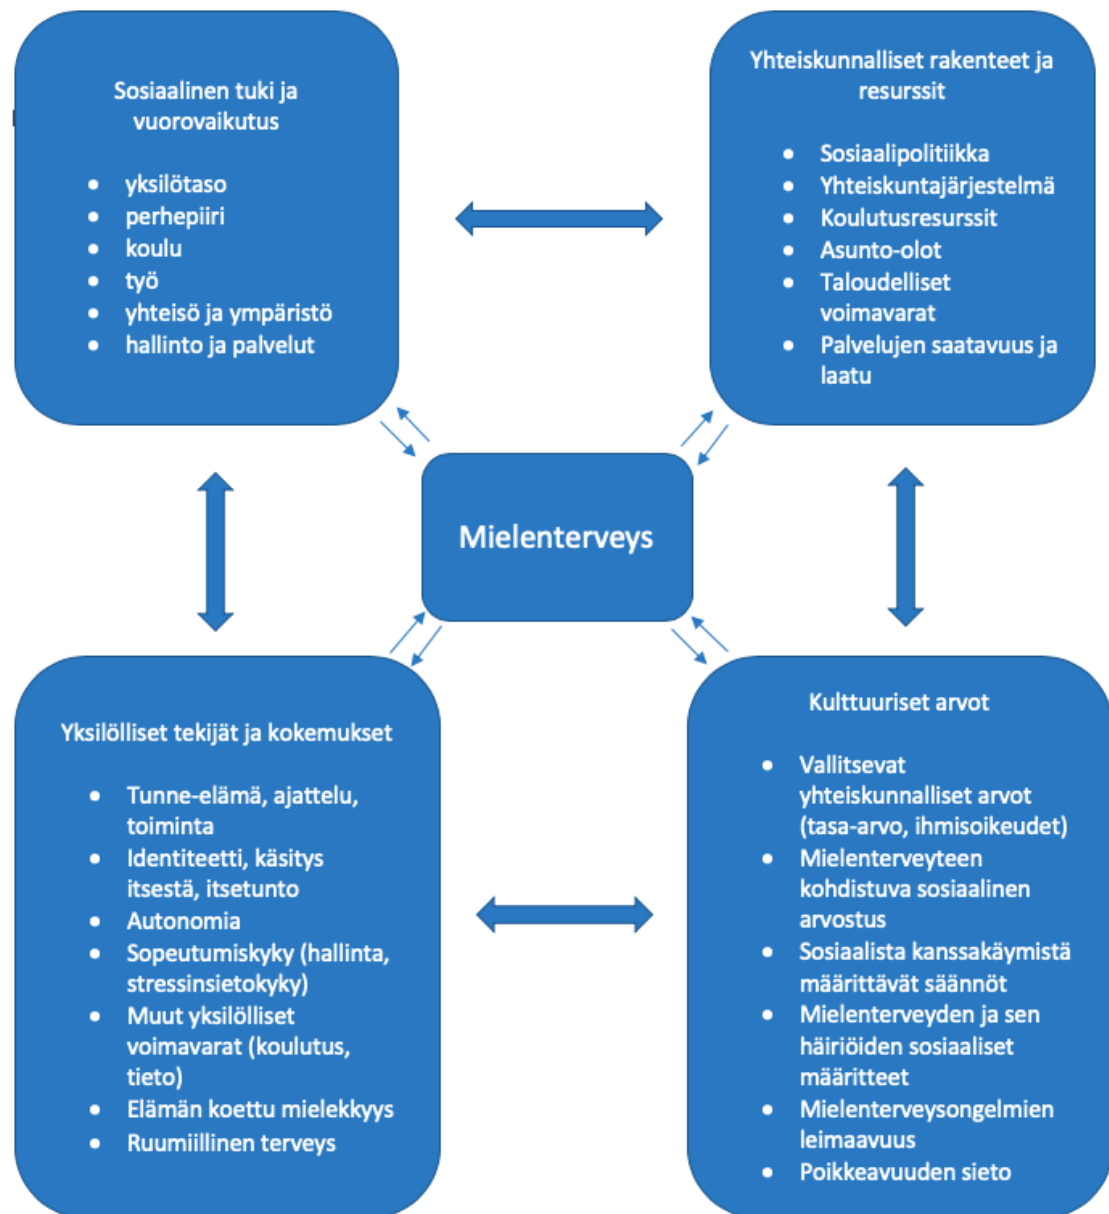 Sosiaalinen tuki ja
vuorovaikutus
• yksilötaso
• perhepiiri
• koulu
• työ
• yhteisö ja ympäristö
• hallinto ja palvelut
Yhteiskunnalliset rakenteet ja
resurssit
• Sosiaalipolitiikka
• Yhteiskuntajärjestelmä
• Koulutusresurssit
• Asunto-olot
• Taloudelliset
voimavarat
• Palvelujen saatavuus ja
laatu
Mielenterveys
Yksilölliset tekijät ja kokemukset
• Tunne-elämä, ajattelu,
toiminta
• Identiteetti, käsitys
itsestä, itsetunto
• Autonomia
• Sopeutumiskyky (hallinta,
stressinsietokyky)
• Muut yksilölliset
voimavarat (koulutus,
tieto)
• Elämän koettu mielekkyys
• Ruumiillinen terveys
Kulttuuriset arvot
• Vallitsevat
yhteiskunnalliset arvot
(tasa-arvo, ihmisoikeudet)
• Mielenterveyteen
kohdistuva sosiaalinen
arvostus
• Sosiaalista kanssakäymistä
määrittävät säännöt
• Mielenterveyden ja sen
häiriöiden sosiaaliset
määritteet
• Mielenterveysongelmien
leimaavuus
• Poikkeavuuden sieto